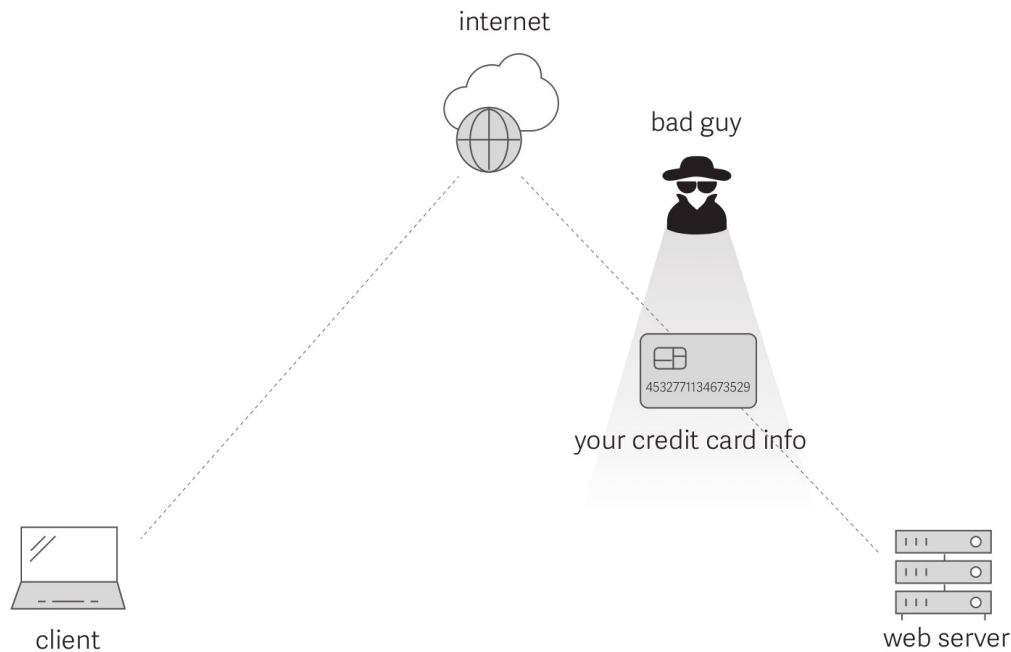 internet
bad guy
4532771134673529
your credit card info
client
web server